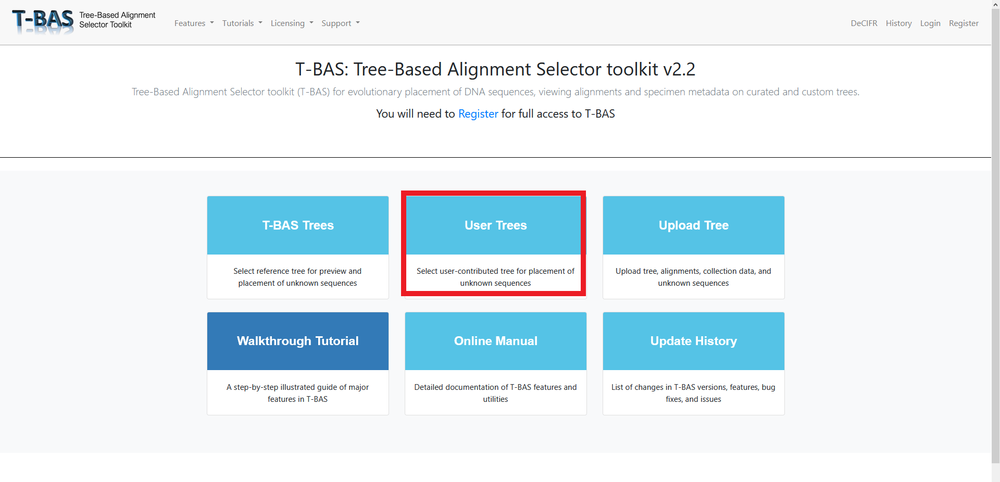 T-BAS Tree-Based Alignment
Selector Toolkit
Features Tutorials Licensing Support DeCIFR History Login Register
T-BAS: Tree-Based Alignment Selector toolkit v2.2
Tree-Based Alignment Selector toolkit (T-BAS) for evolutionary placement of DNA sequences, viewing alignments and specimen metadata on curated and custom trees.
You will need to Register for full access to T-BAS
T-BAS Trees
Select reference tree for preview and
placement of unknown sequences
User Trees
Select user-contributed tree for placement of
unknown sequences
Upload Tree
Upload tree, alignments, collection data, and
unknown sequences
Walkthrough Tutorial
A step-by-step illustrated guide of major
features in T-BAS
Online Manual
Detailed documentation of T-BAS features and
utilities
Update History
List of changes in T-BAS versions, features, bug
fixes, and issues